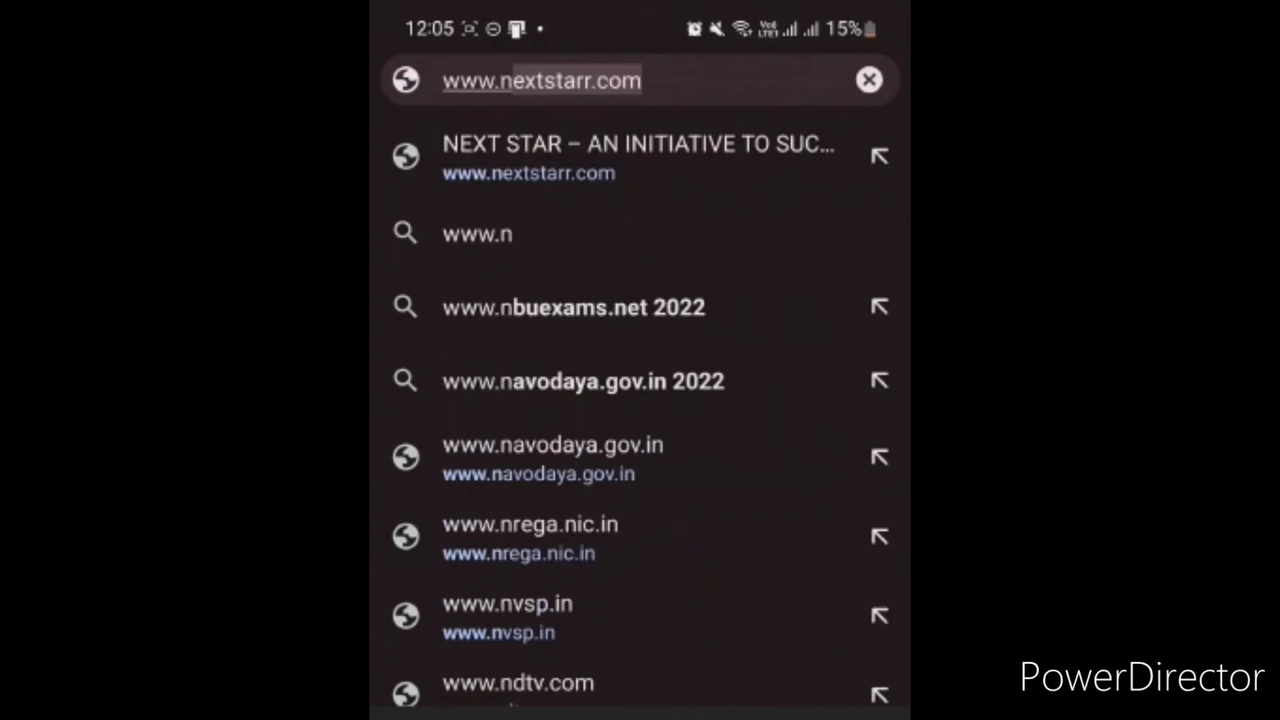 12:05 VoLTE1 15%
www.nextstarr.com
NEXT STAR – AN INITIATIVE TO SUC...
www.nextstarr.com
www.n
www.nbuexams.net 2022
www.navodaya.gov.in 2022
www.navodaya.gov.in
www.navodaya.gov.in
www.nrega.nic.in
www.nrega.nic.in
www.nvsp.in
www.nvsp.in
www.ndtv.com
PowerDirector